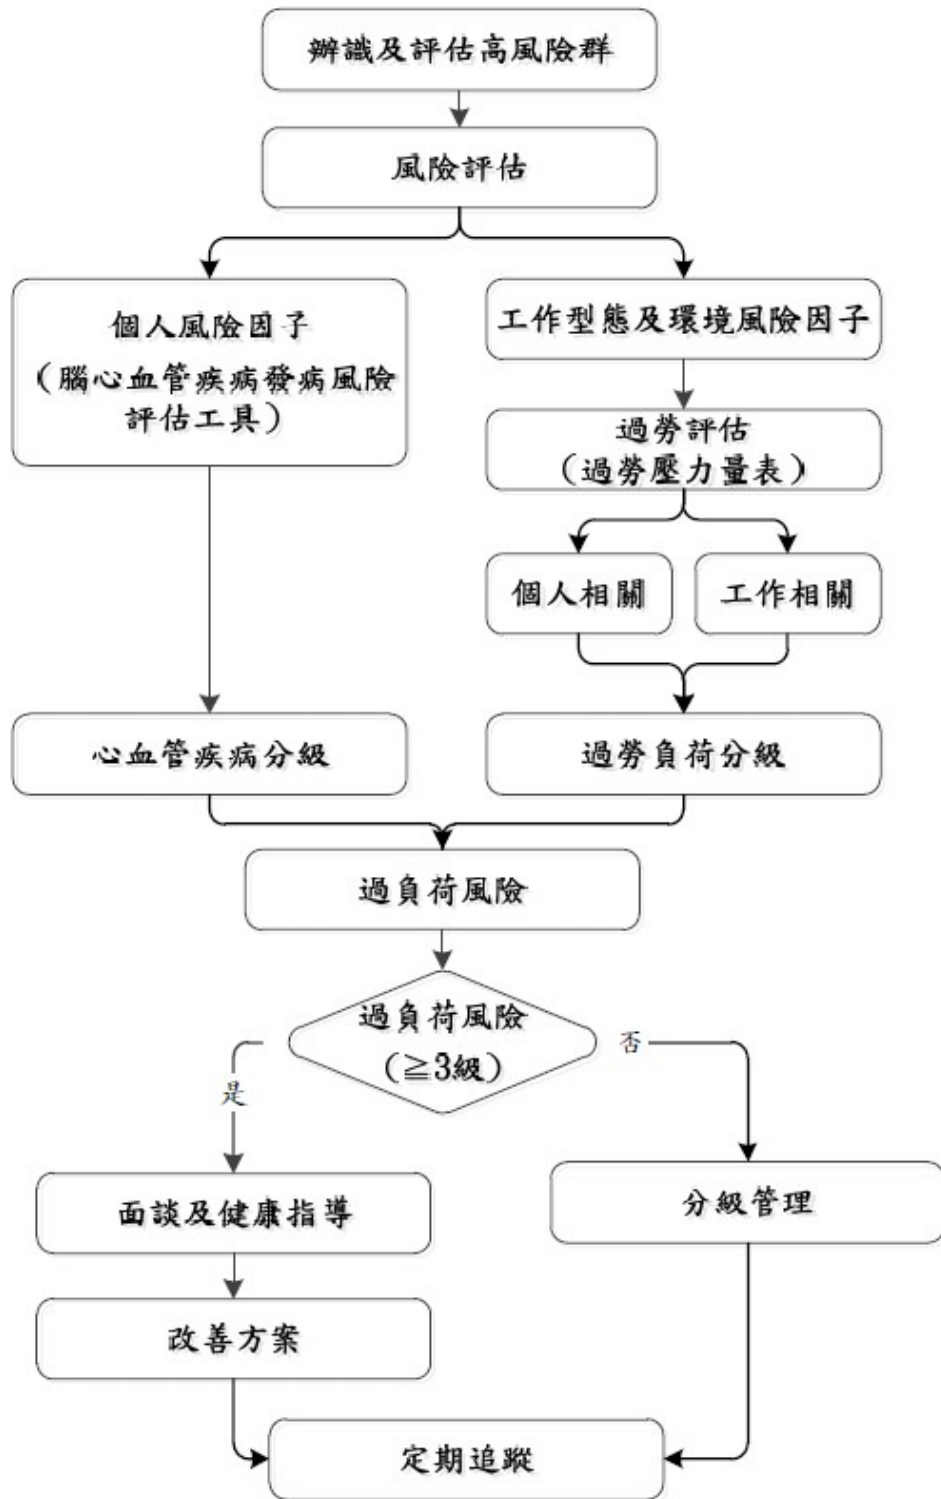 辨識及評估高風險群
風險評估
個人風險因子
（腦心血管疾病發病風險
評估工具）
工作型態及環境風險因子
過勞評估
（過勞壓力量表）
個人相關
工作相關
心血管疾病分級
過勞負荷分級
過負荷風險
過負荷風險
（≧3級）
是
否
面談及健康指導
分級管理
改善方案
定期追蹤